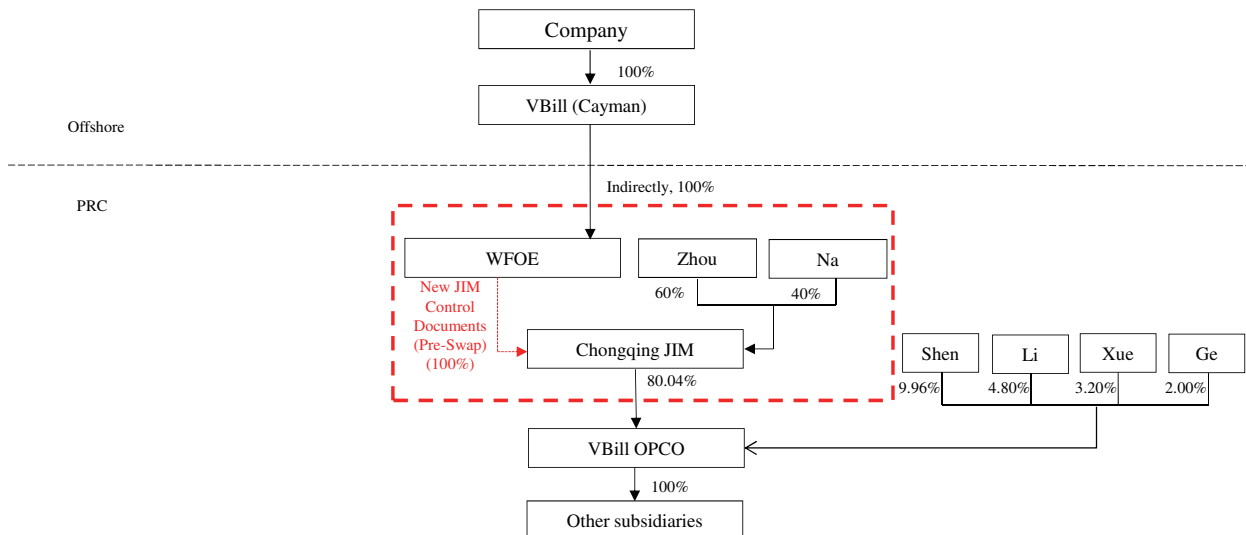 Company
100%
VBill (Cayman)
Offshore
Indirectly, 100%
PRC
WFOE
Zhou
Na
New JIM
Control
Documents
(Pre-Swap)
(100%)
60%
40%
Chongqing JIM
Shen
Li
Xue
Ge
80.04%
9.96%
4.80%
3.20%
2.00%
VBill OPCO
100%
Other subsidiaries